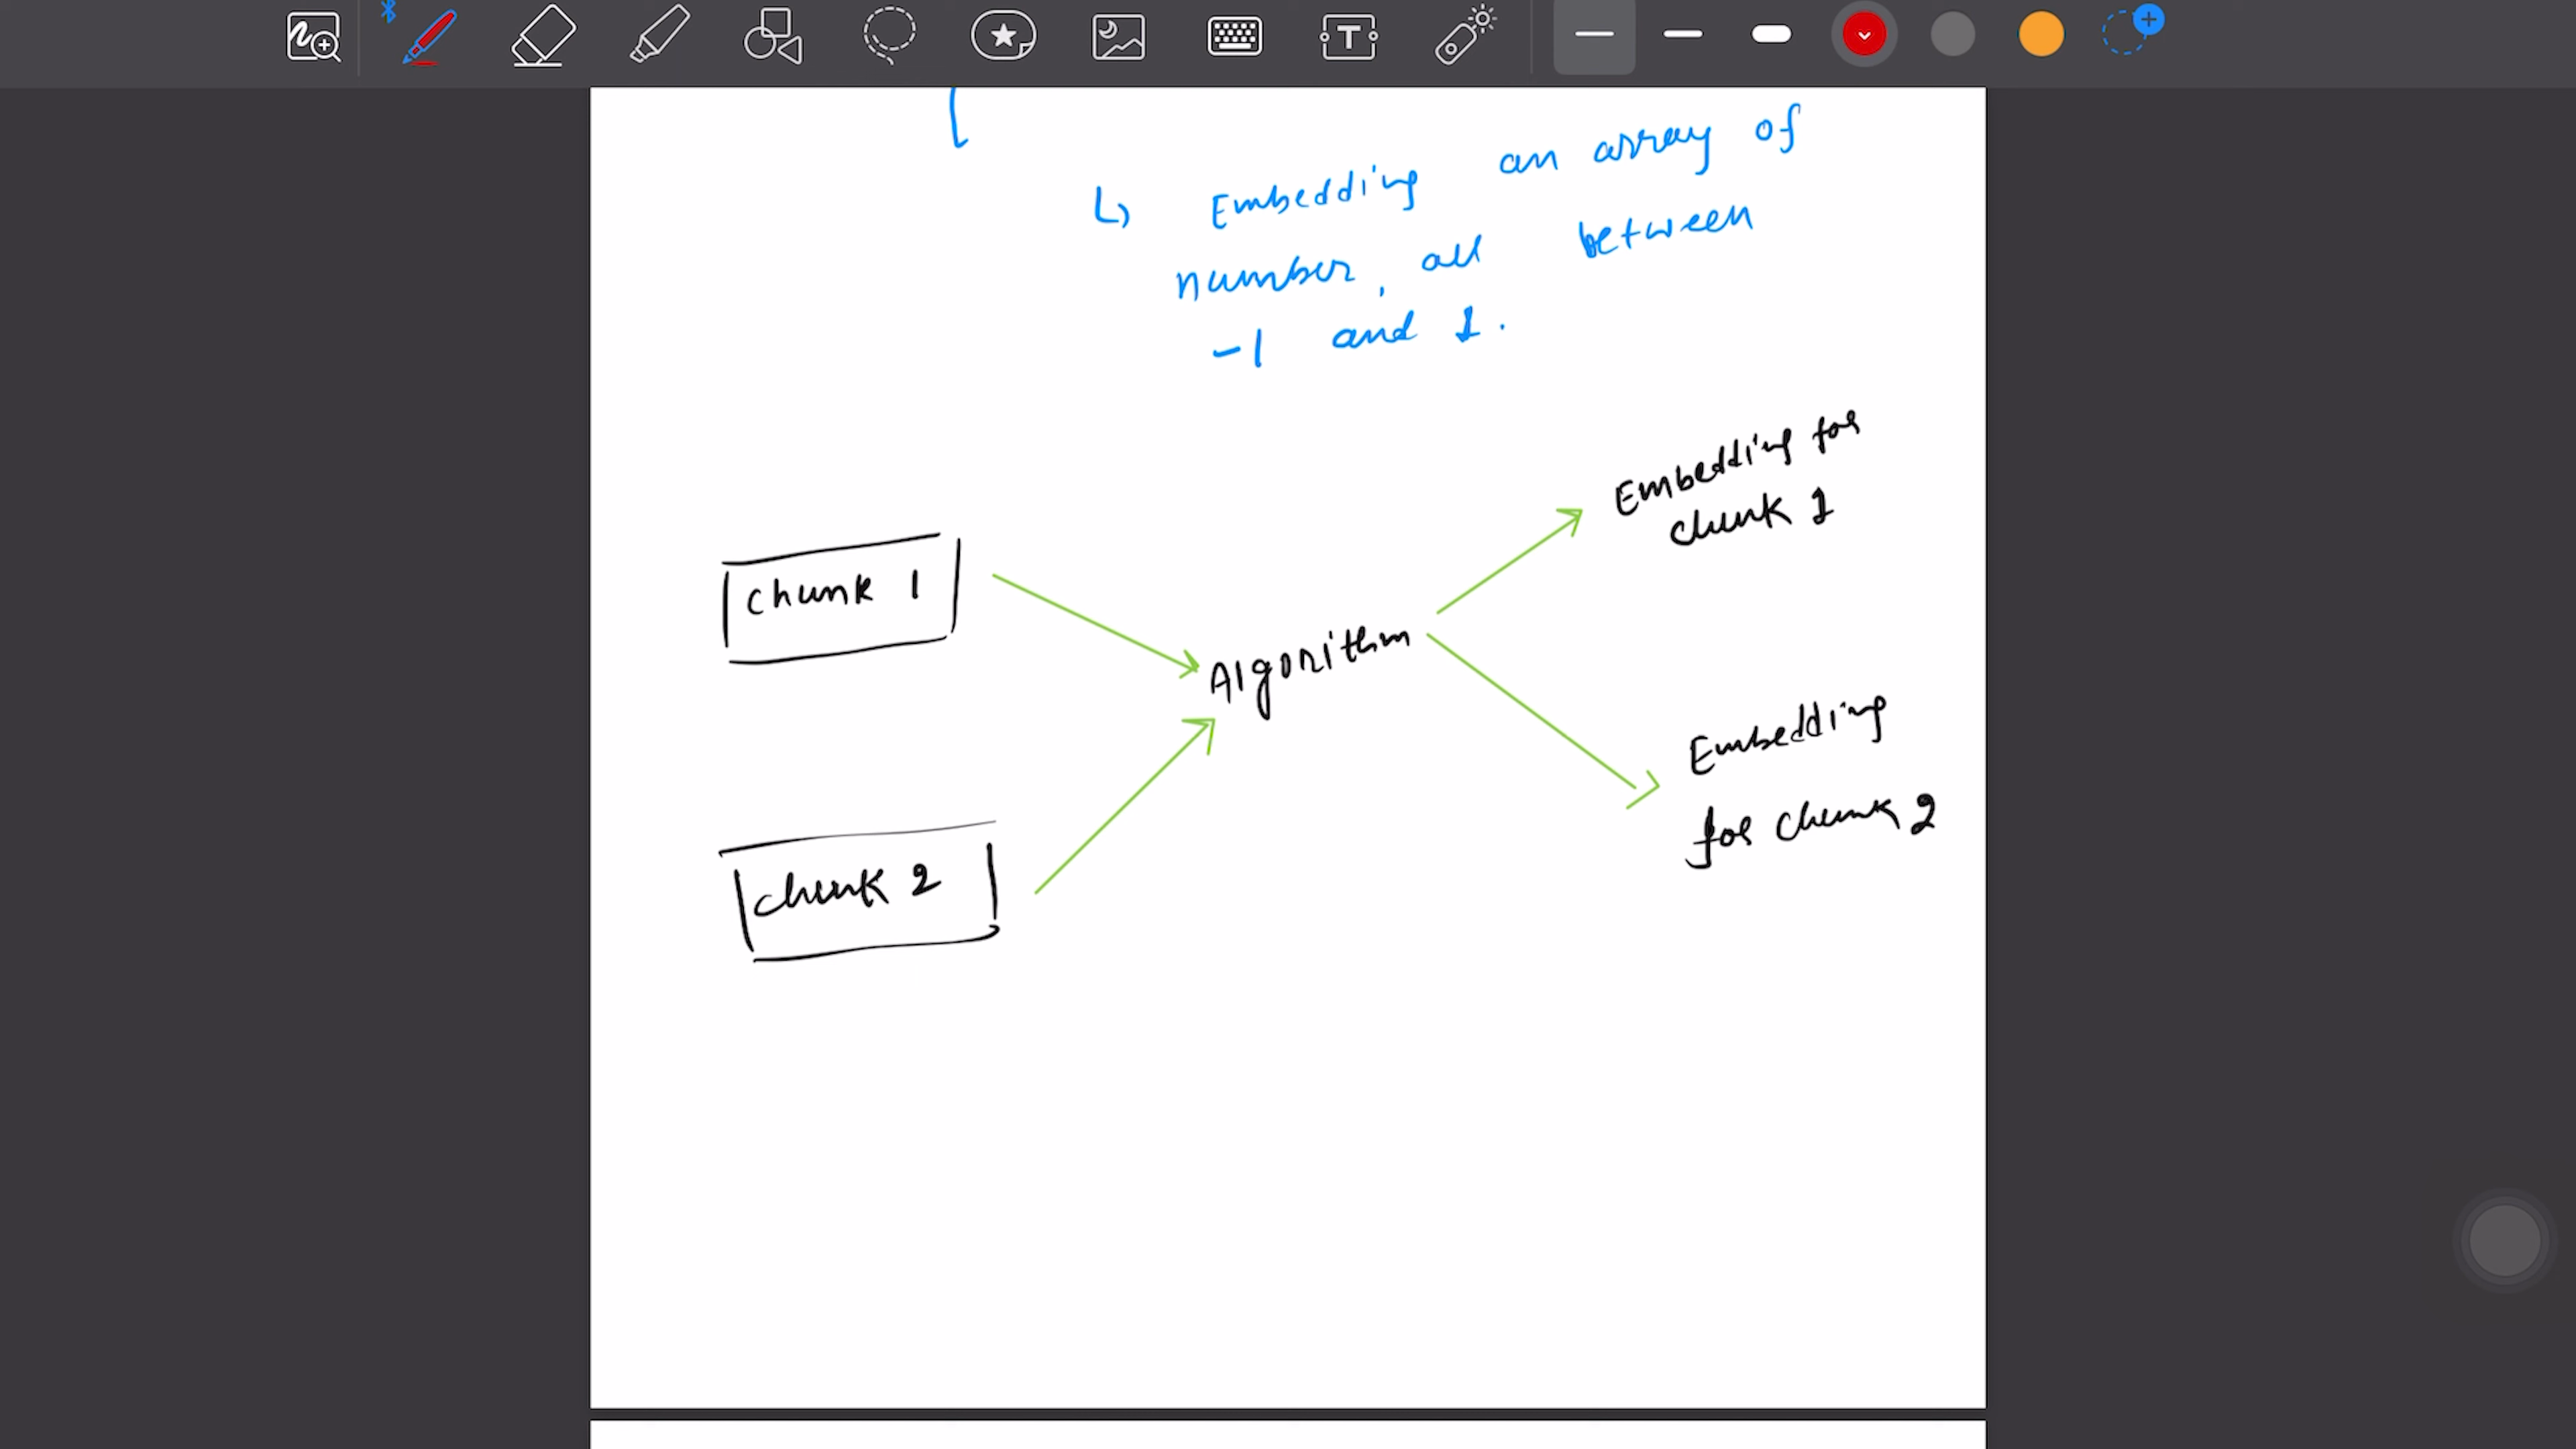 Embedding an array of
number, all between
-1 and 1.
Embedding for
chunk 1
chunk 1
Algorithm
Embedding
for chunk 2
chunk 2